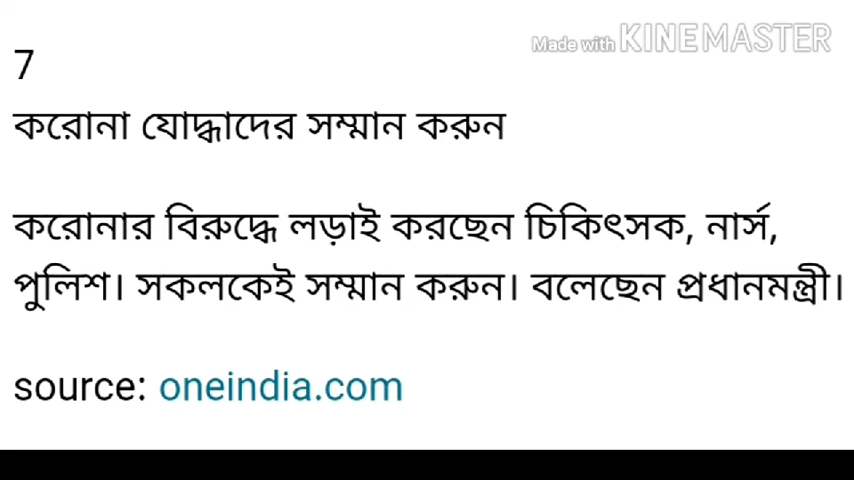 Made with KINEMASTER
7
করোনা যোদ্ধাদের সম্মান করুন
করোনার বিরুদ্ধে লড়াই করছেন চিকিৎসক, নার্স,
পুলিশ। সকলকেই সম্মান করুন। বলেছেন প্রধানমন্ত্রী।
source: oneindia.com